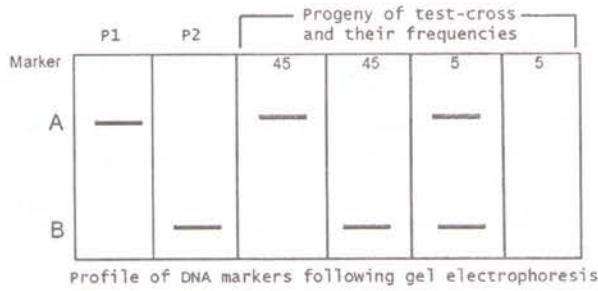 Progeny of test-cross
and their frequencies
P1 P2
Marker 45 45 5 5
A
B
Profile of DNA markers following gel electrophoresis